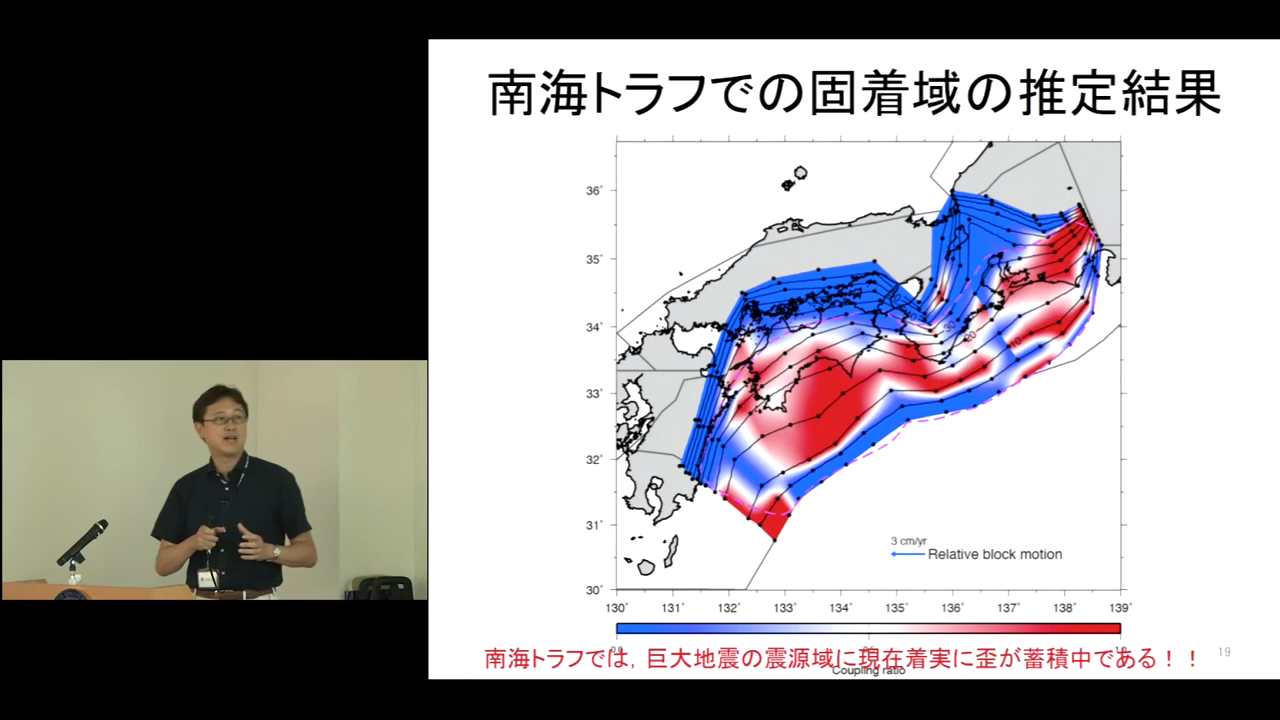 南海トラフでの固着域の推定結果
36°
35°
34°
33°
32°
31°
30°
20
10
3 cm/yr
Relative block motion
130° 131° 132° 133° 134° 135° 136° 137° 138° 139°
南海トラフでは，巨大地震の震源域に現在着実に歪が蓄積中である！！
Coupling ratio
19